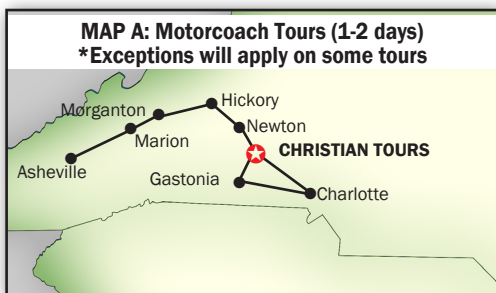 MAP A: Motorcoach Tours (1-2 days)
*Exceptions will apply on some tours
Hickory
Morganton
Newton
Marion
CHRISTIAN TOURS
Asheville
Gastonia
Charlotte